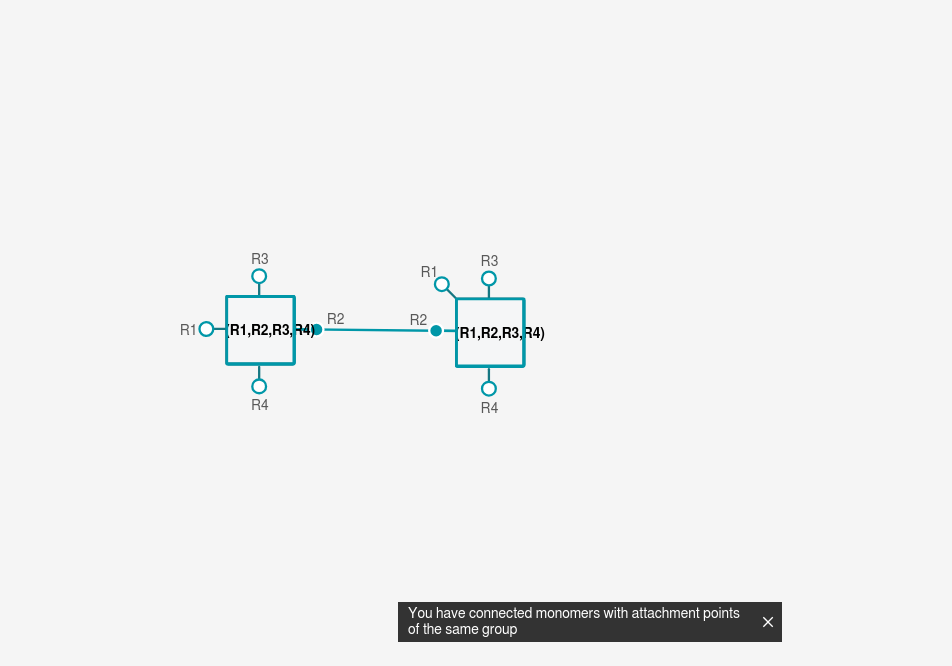 R3
R3
R1
R2
R2
R1
(R1,R2,R3,R4)
(R1,R2,R3,R4)
R4
R4
You have connected monomers with attachment points
of the same group